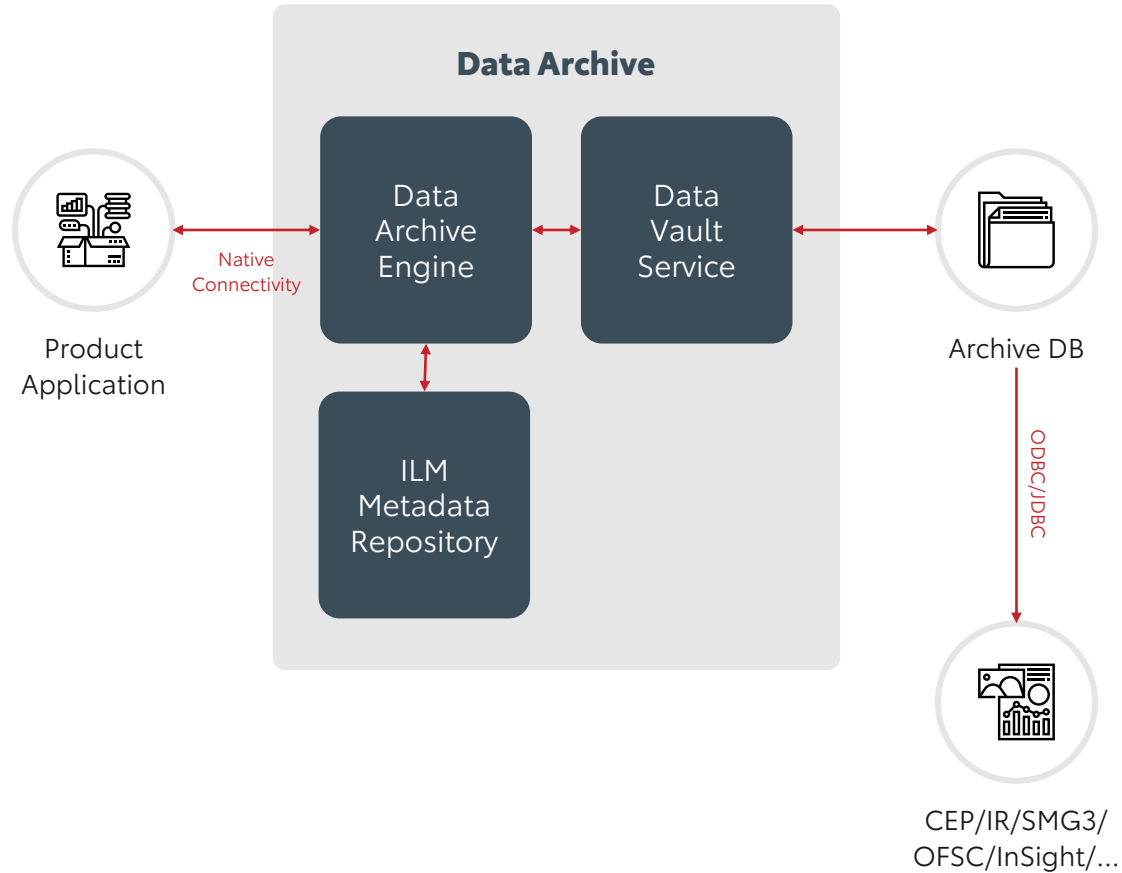 Data Archive
Data
Archive
Engine
Data
Vault
Service
Native
Connectivity
Product
Application
Archive DB
ILM
Metadata
Repository
ODBC/JDBC
CEP/IR/SMG3/
OFSC/InSight/...